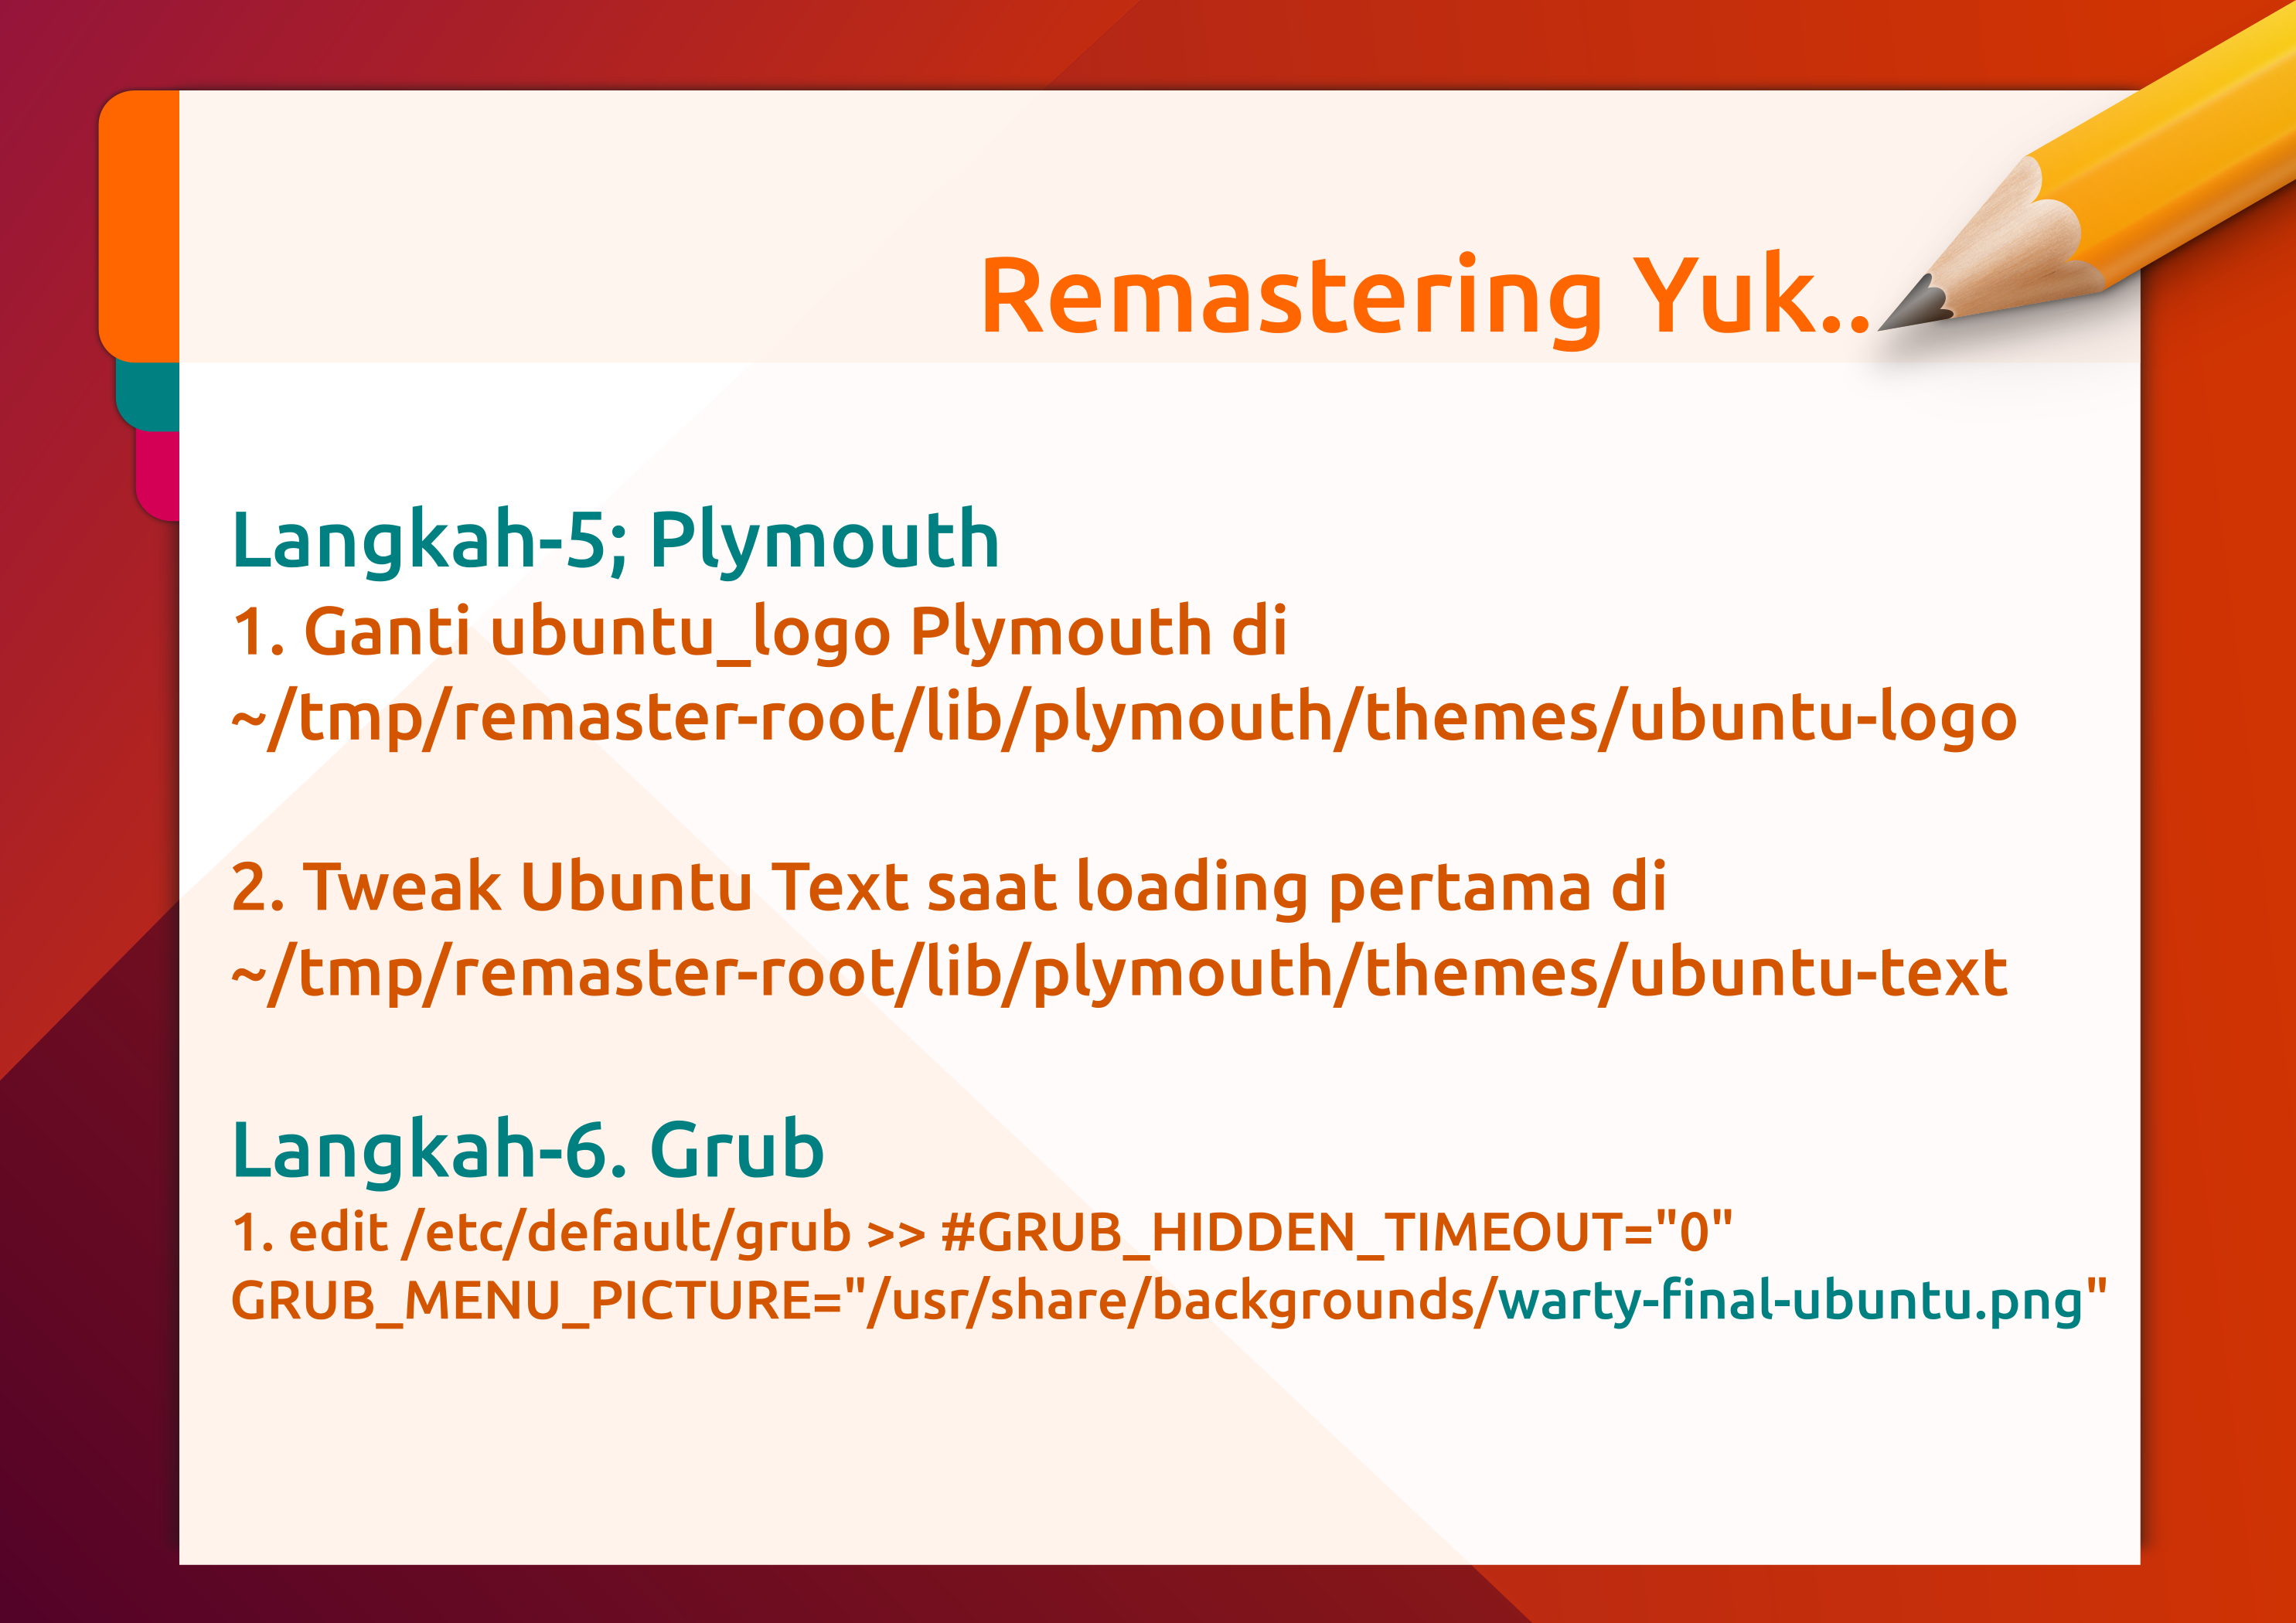 Remastering Yuk..
Langkah-5; Plymouth
1. Ganti ubuntu_logo Plymouth di
~/tmp/remaster-root/lib/plymouth/themes/ubuntu-logo
2. Tweak Ubuntu Text saat loading pertama di
~/tmp/remaster-root/lib/plymouth/themes/ubuntu-text
Langkah-6. Grub
1. edit /etc/default/grub >> #GRUB_HIDDEN_TIMEOUT="0"
GRUB_MENU_PICTURE="/usr/share/backgrounds/warty-final-ubuntu.png"